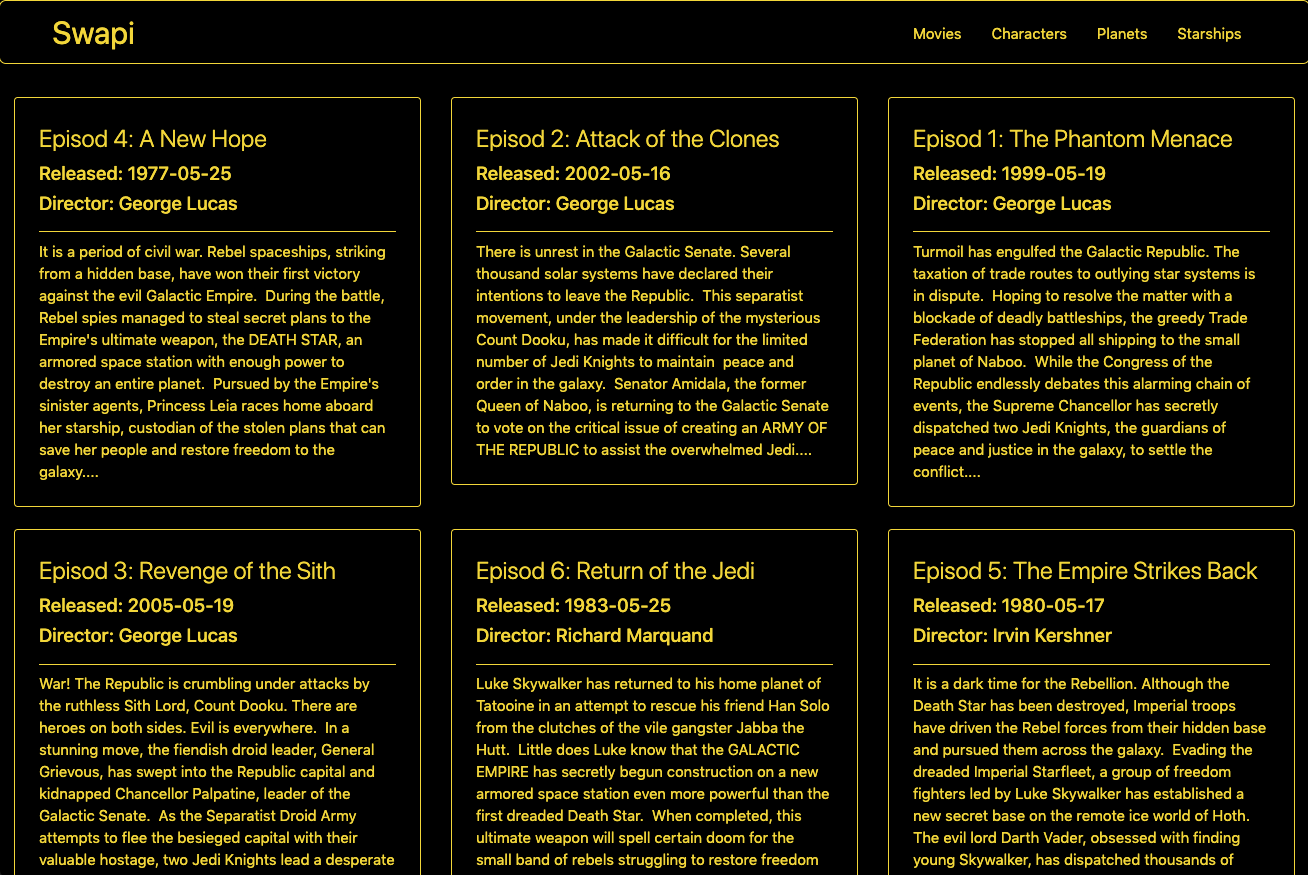 Swapi
Movies
Characters
Planets
Starships
Episod 4: A New Hope
Released: 1977-05-25
Director: George Lucas
It is a period of civil war. Rebel spaceships, striking
from a hidden base, have won their first victory
against the evil Galactic Empire.  During the battle,
Rebel spies managed to steal secret plans to the
Empire's ultimate weapon, the DEATH STAR, an
armored space station with enough power to
destroy an entire planet.  Pursued by the Empire's
sinister agents, Princess Leia races home aboard
her starship, custodian of the stolen plans that can
save her people and restore freedom to the
galaxy....
Episod 2: Attack of the Clones
Released: 2002-05-16
Director: George Lucas
There is unrest in the Galactic Senate. Several
thousand solar systems have declared their
intentions to leave the Republic.  This separatist
movement, under the leadership of the mysterious
Count Dooku, has made it difficult for the limited
number of Jedi Knights to maintain  peace and
order in the galaxy.  Senator Amidala, the former
Queen of Naboo, is returning to the Galactic Senate
to vote on the critical issue of creating an ARMY OF
THE REPUBLIC to assist the overwhelmed Jedi....
Episod 1: The Phantom Menace
Released: 1999-05-19
Director: George Lucas
Turmoil has engulfed the Galactic Republic. The
taxation of trade routes to outlying star systems is
in dispute.  Hoping to resolve the matter with a
blockade of deadly battleships, the greedy Trade
Federation has stopped all shipping to the small
planet of Naboo.  While the Congress of the
Republic endlessly debates this alarming chain of
events, the Supreme Chancellor has secretly
dispatched two Jedi Knights, the guardians of
peace and justice in the galaxy, to settle the
conflict....
Episod 3: Revenge of the Sith
Released: 2005-05-19
Director: George Lucas
War! The Republic is crumbling under attacks by
the ruthless Sith Lord, Count Dooku. There are
heroes on both sides. Evil is everywhere.  In a
stunning move, the fiendish droid leader, General
Grievous, has swept into the Republic capital and
kidnapped Chancellor Palpatine, leader of the
Galactic Senate.  As the Separatist Droid Army
attempts to flee the besieged capital with their
valuable hostage, two Jedi Knights lead a desperate
Episod 6: Return of the Jedi
Released: 1983-05-25
Director: Richard Marquand
Luke Skywalker has returned to his home planet of
Tatooine in an attempt to rescue his friend Han Solo
from the clutches of the vile gangster Jabba the
Hutt.  Little does Luke know that the GALACTIC
EMPIRE has secretly begun construction on a new
armored space station even more powerful than the
first dreaded Death Star.  When completed, this
ultimate weapon will spell certain doom for the
small band of rebels struggling to restore freedom
Episod 5: The Empire Strikes Back
Released: 1980-05-17
Director: Irvin Kershner
It is a dark time for the Rebellion. Although the
Death Star has been destroyed, Imperial troops
have driven the Rebel forces from their hidden base
and pursued them across the galaxy.  Evading the
dreaded Imperial Starfleet, a group of freedom
fighters led by Luke Skywalker has established a
new secret base on the remote ice world of Hoth.
The evil lord Darth Vader, obsessed with finding
young Skywalker, has dispatched thousands of